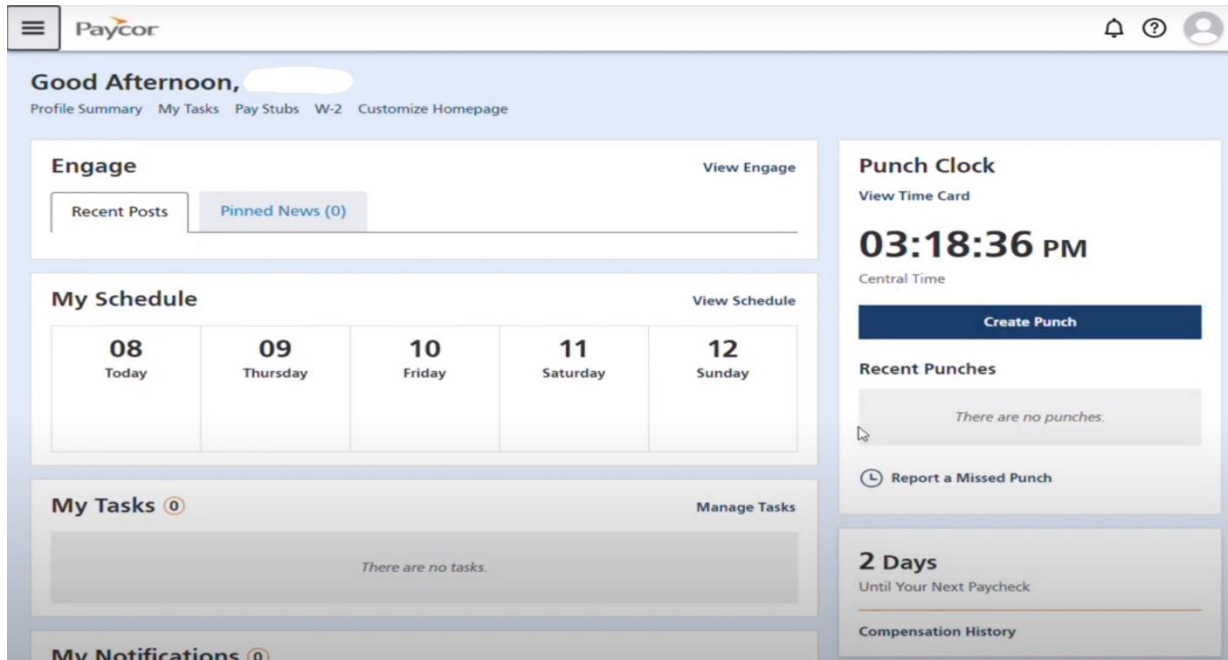 Paycor
Good Afternoon,
Profile Summary My Tasks Pay Stubs W-2 Customize Homepage
Engage
View Engage
Recent Posts
Pinned News (0)
My Schedule
View Schedule
08
Today
09
Thursday
10
Friday
11
Saturday
12
Sunday
My Tasks 0
Manage Tasks
There are no tasks.
My Notifications 0
Punch Clock
View Time Card
03:18:36 PM
Central Time
Create Punch
Recent Punches
There are no punches.
Report a Missed Punch
2 Days
Until Your Next Paycheck
Compensation History